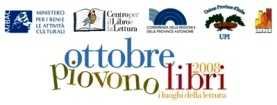 MiBAC
MINISTERO
PER I BENI E
LE ATTIVITÀ
CULTURALI
Centro per
il Libro e
la Lettura
CONFERENZA DELLE REGIONI E
DELLE PROVINCE AUTONOME
Unione Province d'Italia
UPI
ottobre
piovono libri
2008
i luoghi della lettura